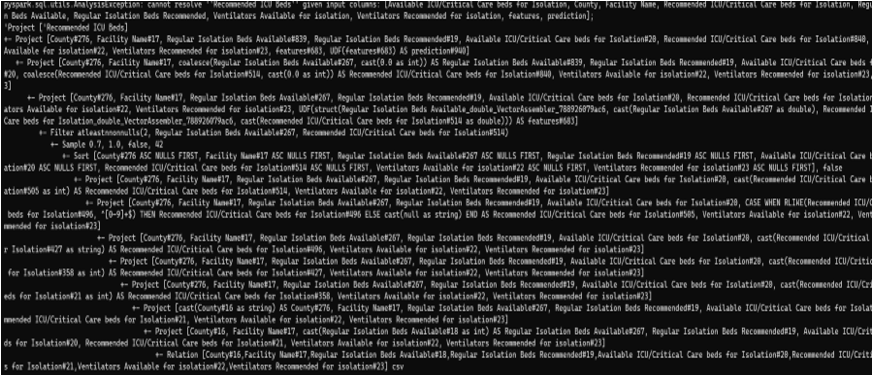 pyspark.sql.utils.AnalysisException: cannot resolve '`Recommended ICU Beds`' given input columns: [Available ICU/Critical Care beds for Isolation, County, Facility Name, Recommended ICU/Critical Care beds for Isolation, Regu
n Beds Available, Regular Isolation Beds Recommended, Ventilators Available for isolation, Ventilators Recommended for isolation, features, prediction];
'Project ['Recommended ICU Beds]
+- Project [County#276, Facility Name#17, Regular Isolation Beds Available#839, Regular Isolation Beds Recommended#19, Available ICU/Critical Care beds for Isolation#20, Recommended ICU/Critical Care beds for Isolation#840,
Available for isolation#22, Ventilators Recommended for isolation#23, features#683, UDF(features#683) AS prediction#940]
+- Project [County#276, Facility Name#17, coalesce(Regular Isolation Beds Available#267, cast(0.0 as int)) AS Regular Isolation Beds Available#839, Regular Isolation Beds Recommended#19, Available ICU/Critical Care beds f
#20, coalesce(Recommended ICU/Critical Care beds for Isolation#514, cast(0.0 as int)) AS Recommended ICU/Critical Care beds for Isolation#840, Ventilators Available for isolation#22, Ventilators Recommended for isolation#23,
3]
+- Project [County#276, Facility Name#17, Regular Isolation Beds Available#267, Regular Isolation Beds Recommended#19, Available ICU/Critical Care beds for Isolation#20, Recommended ICU/Critical Care beds for Isolation#5
ators Available for isolation#22, Ventilators Recommended for isolation#23, UDF(struct(Regular Isolation Beds Available_double_VectorAssembler_788926079ac6, cast(Regular Isolation Beds Available#267 as double), Recommended I
Care beds for Isolation_double_VectorAssembler_788926079ac6, cast(Recommended ICU/Critical Care beds for Isolation#514 as double))) AS features#683]
+- Filter atleastnnonnulls(2, Regular Isolation Beds Available#267, Recommended ICU/Critical Care beds for Isolation#514)
+- Sample 0.7, 1.0, false, 42
+- Sort [County#276 ASC NULLS FIRST, Facility Name#17 ASC NULLS FIRST, Regular Isolation Beds Available#267 ASC NULLS FIRST, Regular Isolation Beds Recommended#19 ASC NULLS FIRST, Available ICU/Critical Care b
ation#20 ASC NULLS FIRST, Recommended ICU/Critical Care beds for Isolation#514 ASC NULLS FIRST, Ventilators Available for isolation#22 ASC NULLS FIRST, Ventilators Recommended for isolation#23 ASC NULLS FIRST], false
+- Project [County#276, Facility Name#17, Regular Isolation Beds Available#267, Regular Isolation Beds Recommended#19, Available ICU/Critical Care beds for Isolation#20, cast(Recommended ICU/Critical Care b
ation#505 as int) AS Recommended ICU/Critical Care beds for Isolation#514, Ventilators Available for isolation#22, Ventilators Recommended for isolation#23]
+- Project [County#276, Facility Name#17, Regular Isolation Beds Available#267, Regular Isolation Beds Recommended#19, Available ICU/Critical Care beds for Isolation#20, CASE WHEN RLIKE(Recommended ICU/C
beds for Isolation#496, ^[0-9]+$) THEN Recommended ICU/Critical Care beds for Isolation#496 ELSE cast(null as string) END AS Recommended ICU/Critical Care beds for Isolation#505, Ventilators Available for isolation#22, Ven
mmended for isolation#23]
+- Project [County#276, Facility Name#17, Regular Isolation Beds Available#267, Regular Isolation Beds Recommended#19, Available ICU/Critical Care beds for Isolation#20, cast(Recommended ICU/Critical
r Isolation#427 as string) AS Recommended ICU/Critical Care beds for Isolation#496, Ventilators Available for isolation#22, Ventilators Recommended for isolation#23]
+- Project [County#276, Facility Name#17, Regular Isolation Beds Available#267, Regular Isolation Beds Recommended#19, Available ICU/Critical Care beds for Isolation#20, cast(Recommended ICU/Critica
for Isolation#358 as int) AS Recommended ICU/Critical Care beds for Isolation#427, Ventilators Available for isolation#22, Ventilators Recommended for isolation#23]
+- Project [County#276, Facility Name#17, Regular Isolation Beds Available#267, Regular Isolation Beds Recommended#19, Available ICU/Critical Care beds for Isolation#20, cast(Recommended ICU/C
eds for Isolation#21 as int) AS Recommended ICU/Critical Care beds for Isolation#358, Ventilators Available for isolation#22, Ventilators Recommended for isolation#23]
+- Project [cast(County#16 as string) AS County#276, Facility Name#17, Regular Isolation Beds Available#267, Regular Isolation Beds Recommended#19, Available ICU/Critical Care beds for Isolati
mmended ICU/Critical Care beds for Isolation#21, Ventilators Available for isolation#22, Ventilators Recommended for isolation#23]
+- Project [County#16, Facility Name#17, cast(Regular Isolation Beds Available#18 as int) AS Regular Isolation Beds Available#267, Regular Isolation Beds Recommended#19, Available ICU/Crit
ds for Isolation#20, Recommended ICU/Critical Care beds for Isolation#21, Ventilators Available for isolation#22, Ventilators Recommended for isolation#23]
+- Relation [County#16,Facility Name#17,Regular Isolation Beds Available#18,Regular Isolation Beds Recommended#19,Available ICU/Critical Care beds for Isolation#20,Recommended ICU/Criti
s for Isolation#21,Ventilators Available for isolation#22,Ventilators Recommended for isolation#23] csv